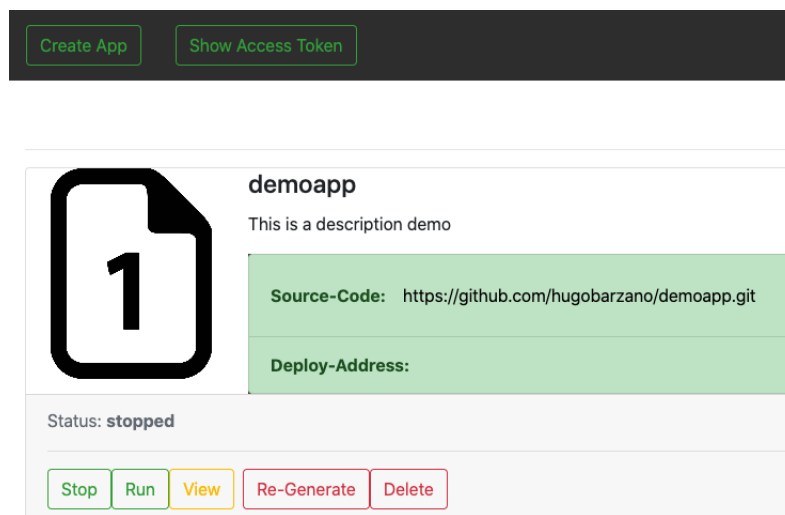 Create App Show Access Token
demoapp
This is a description demo
1
Source-Code: https://github.com/hugobarzano/demoapp.git
Deploy-Address:
Status: stopped
Stop Run View Re-Generate Delete